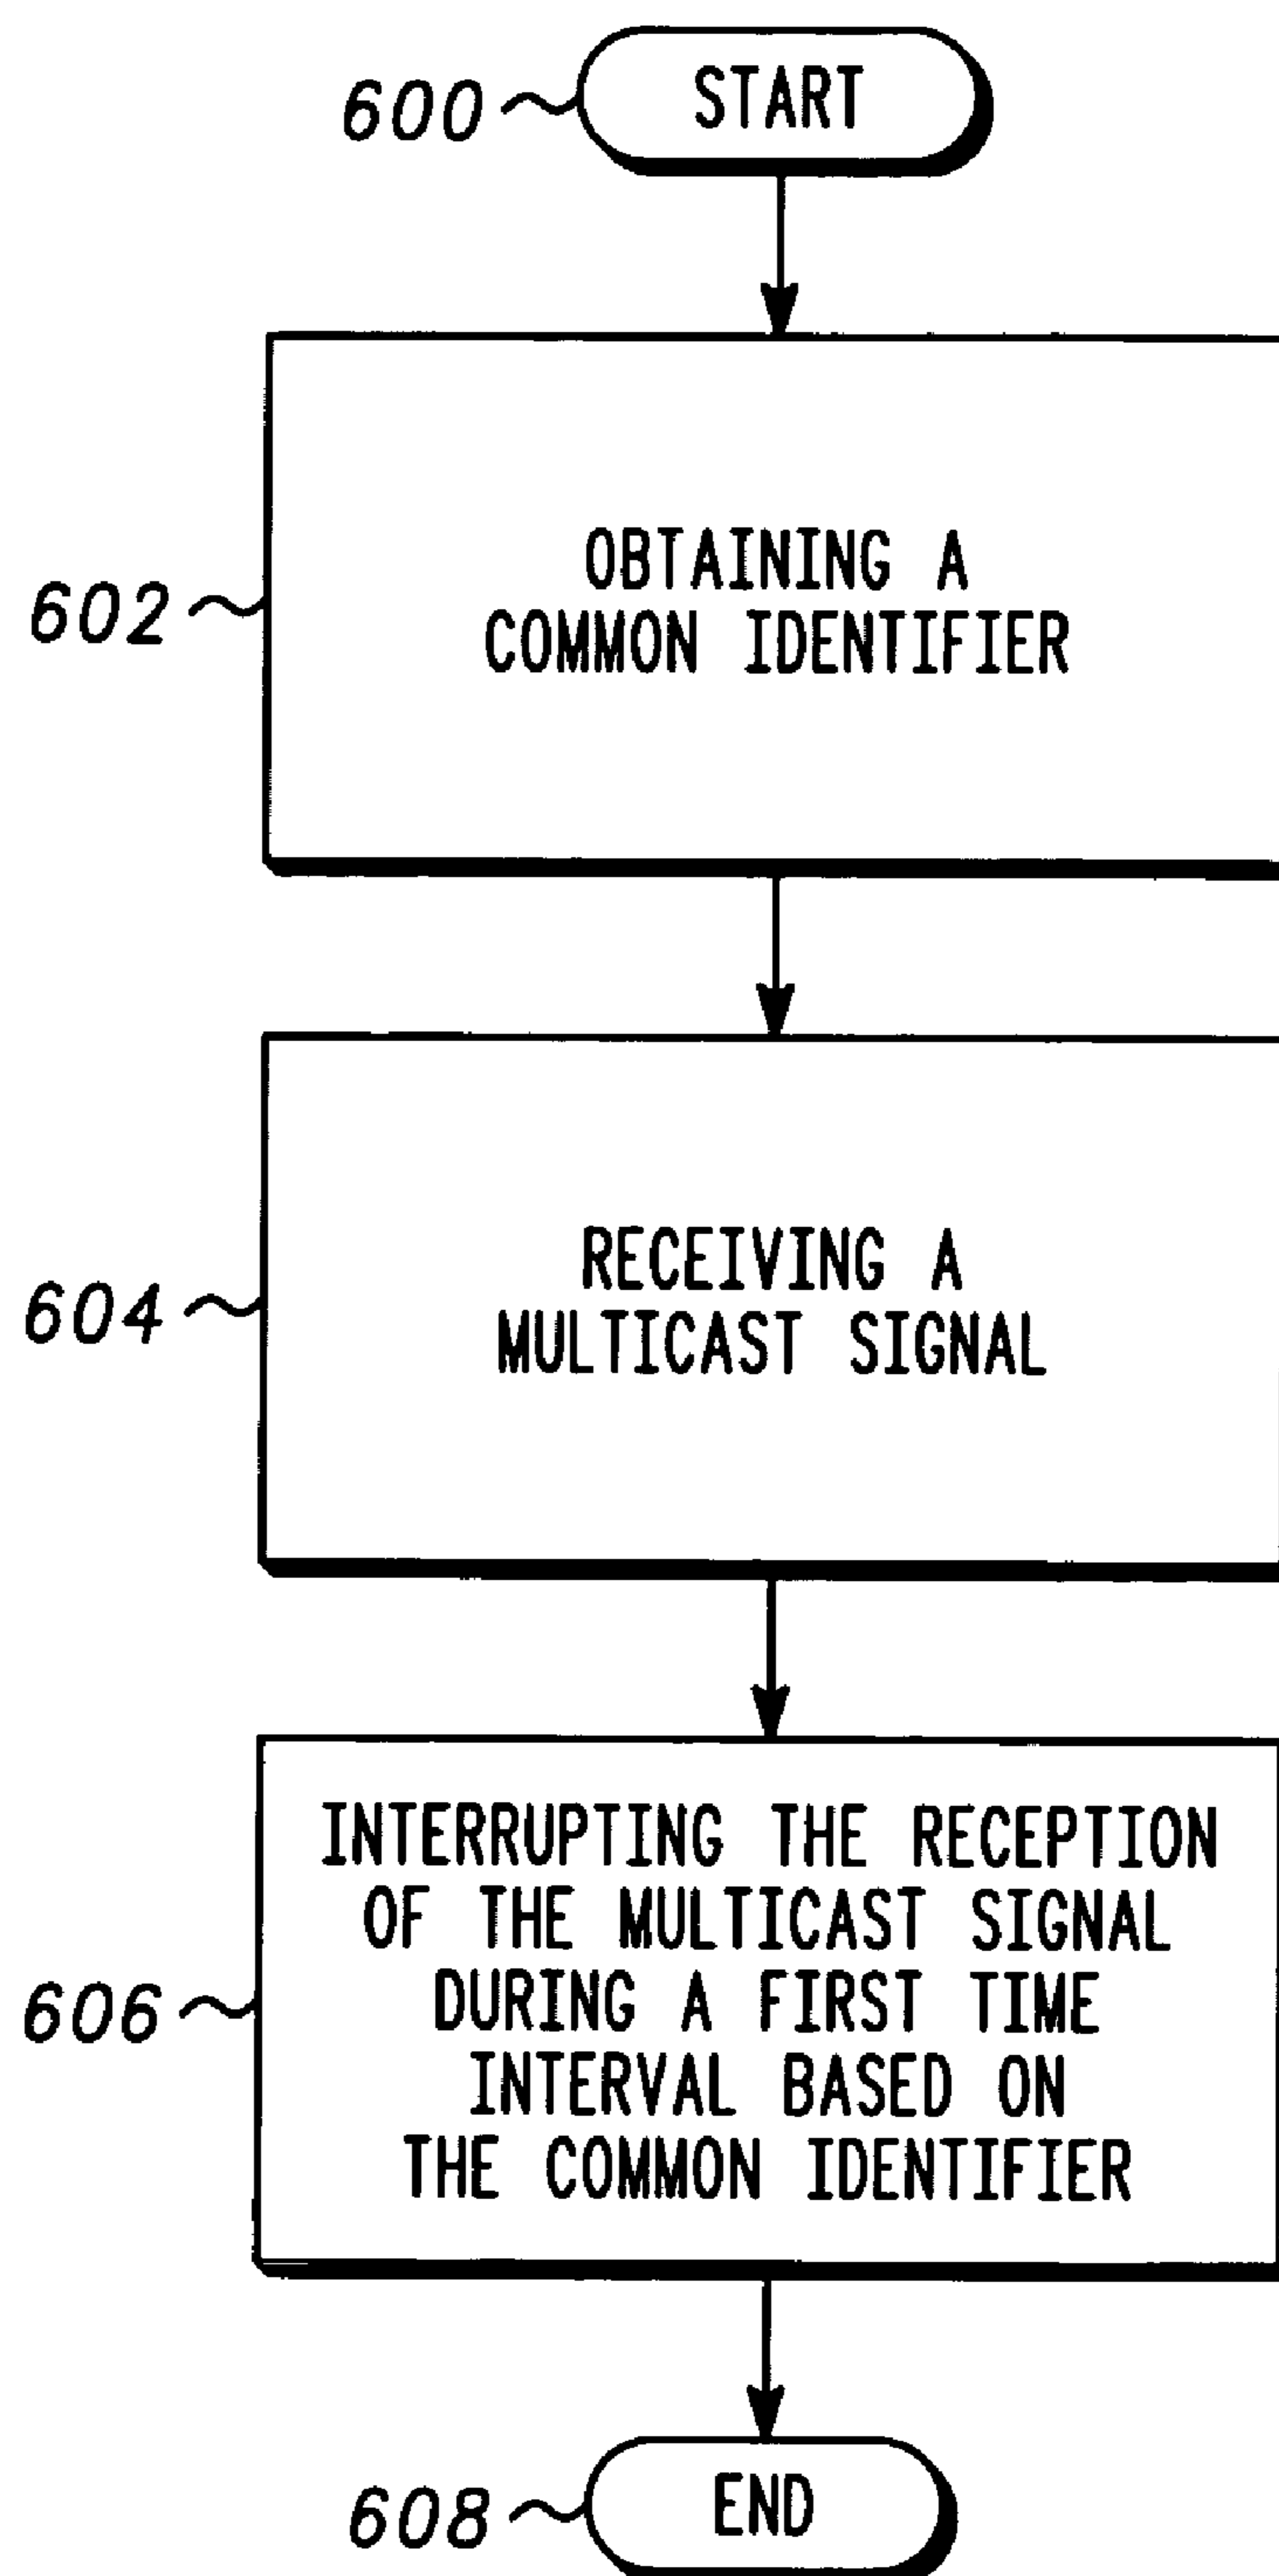 600
START
602
OBTAINING A
COMMON IDENTIFIER
604
RECEIVING A
MULTICAST SIGNAL
606
INTERRUPTING THE RECEPTION
OF THE MULTICAST SIGNAL
DURING A FIRST TIME
INTERVAL BASED ON
THE COMMON IDENTIFIER
608
END